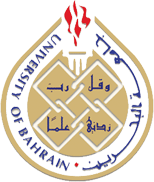 جامعة البحرين
UNIVERSITY OF BAHRAIN
وقل رب
زدني علما